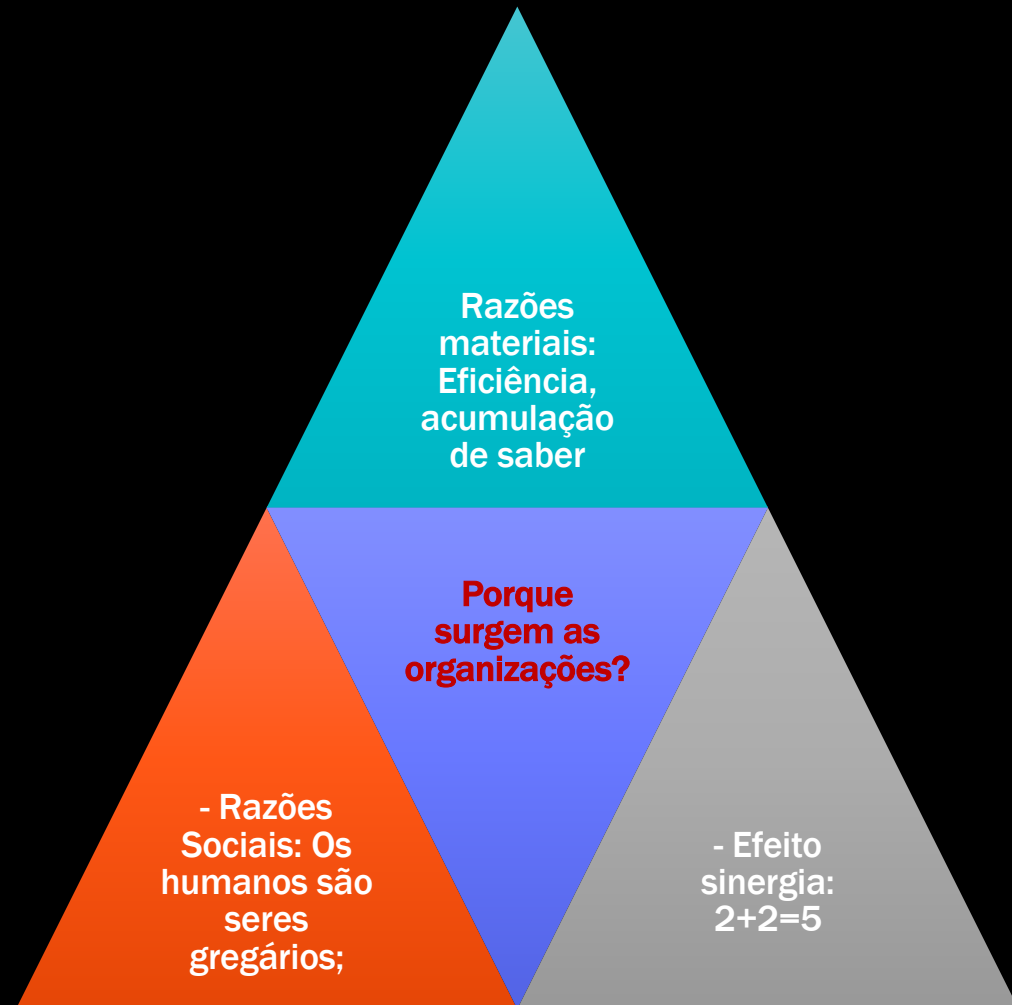 Razões
materiais:
Eficiência,
acumulação
de saber
Porque
surgem as
organizações?
- Razões
Sociais: Os
humanos são
seres
gregários;
- Efeito
sinergia:
2+2=5